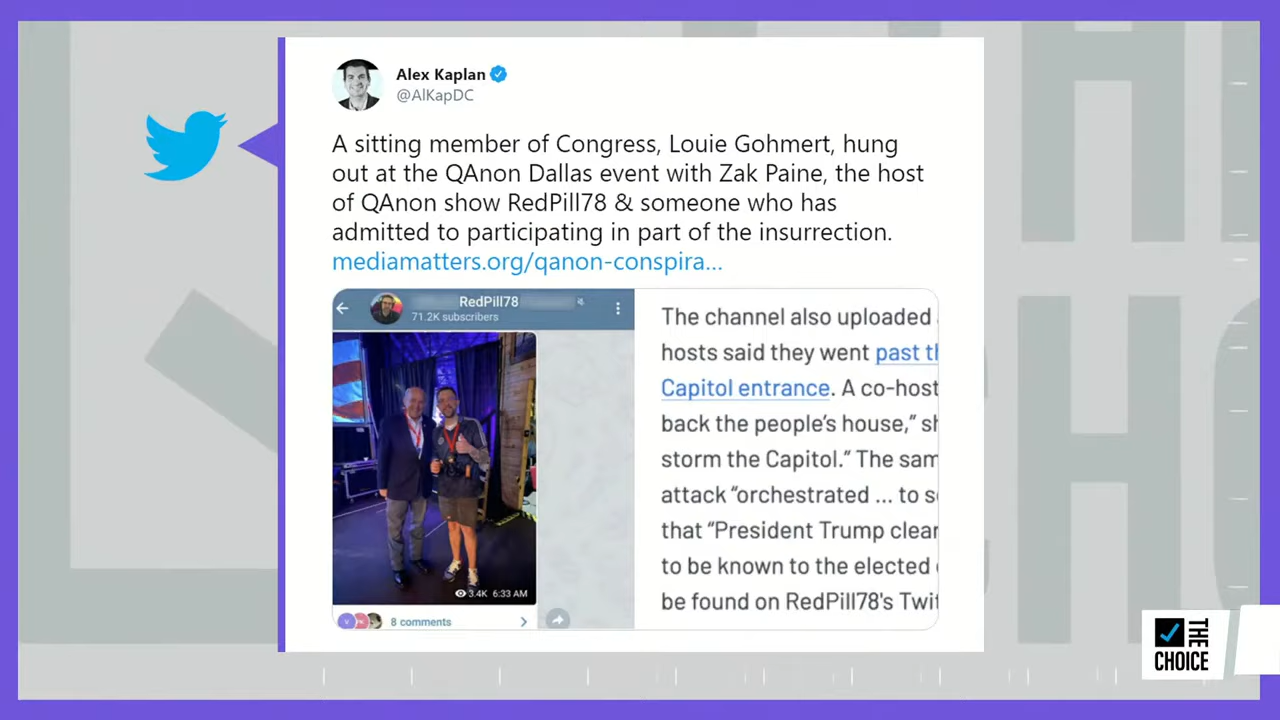 Alex Kaplan
@AlKapDC
A sitting member of Congress, Louie Gohmert, hung
out at the QAnon Dallas event with Zak Paine, the host
of QAnon show RedPill78 & someone who has
admitted to participating in part of the insurrection.
mediamatters.org/qanon-conspira...
RedPill78
71.2K subscribers
3.4K 6:33 AM
8 comments
The channel also uploaded
hosts said they went past th
Capitol entrance. A co-host
back the people's house," sh
storm the Capitol." The sam
attack "orchestrated ... to s
that "President Trump clear
to be known to the elected
be found on RedPill78's Twit
THE
CHOICE